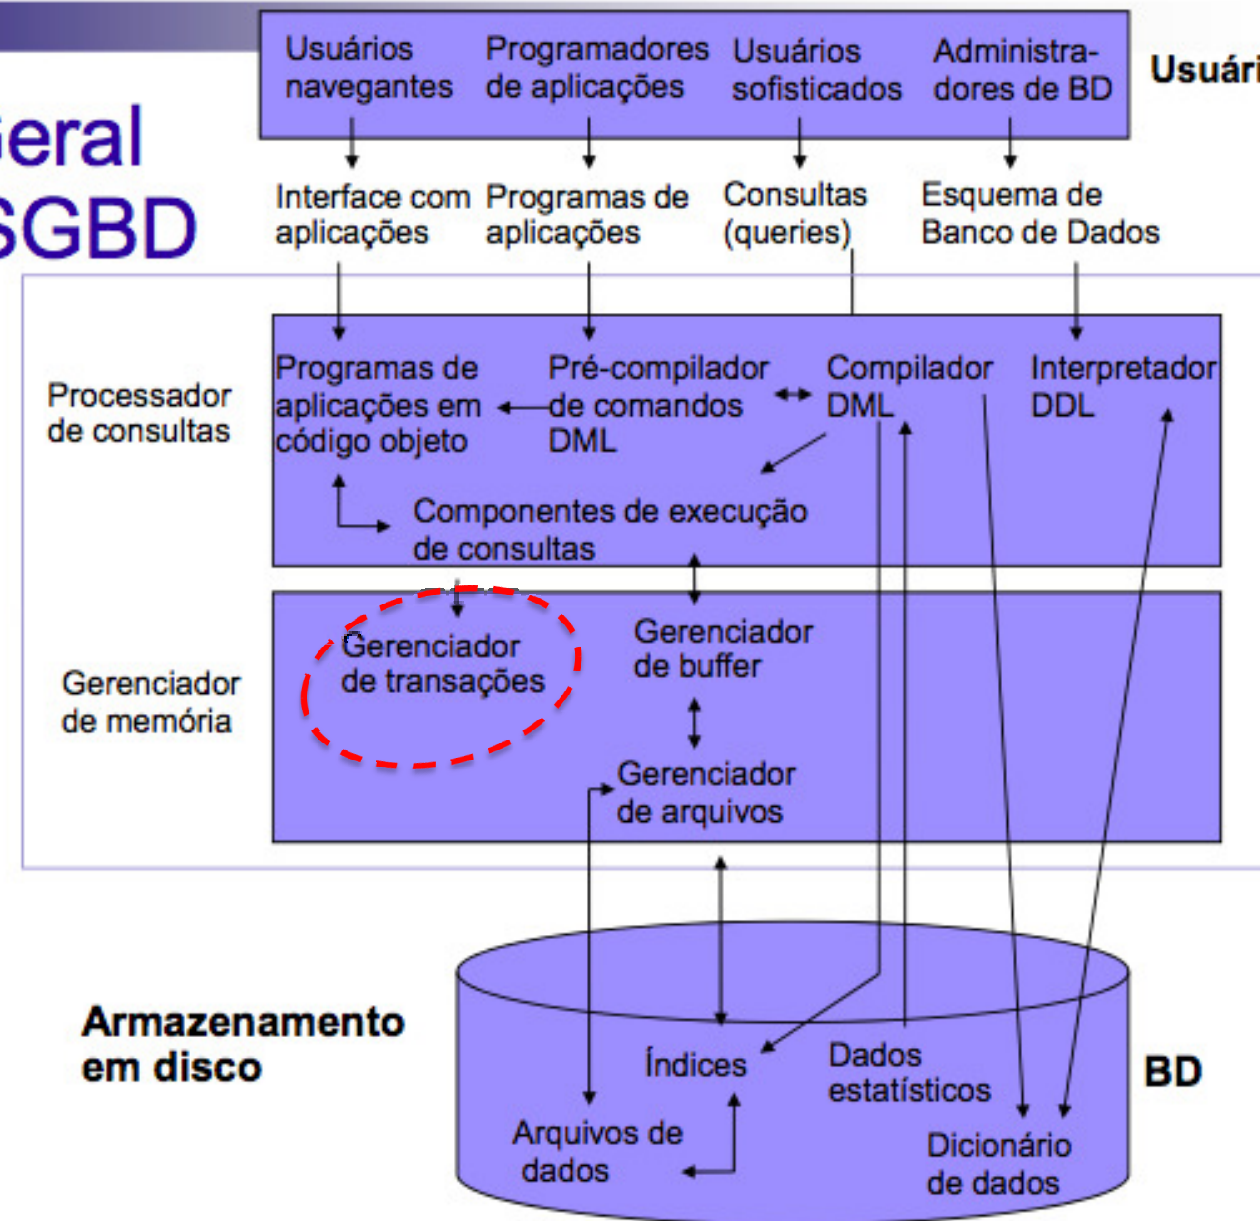 Usuários
navegantes
Programadores
de aplicações
Usuários
sofisticados
Administra-
dores de BD
Usuári
eral
SGBD
Interface com
aplicações
Programas de
aplicações
Consultas
(queries)
Esquema de
Banco de Dados
Processador
de consultas
Programas de
aplicações em
código objeto
Pré-compilador
de comandos
DML
Compilador
DML
Interpretador
DDL
Componentes de execução
de consultas
Gerenciador
de memória
Gerenciador
de transações
Gerenciador
de buffer
Gerenciador
de arquivos
Armazenamento
em disco
Índices
Dados
estatísticos
BD
Arquivos de
dados
Dicionário
de dados